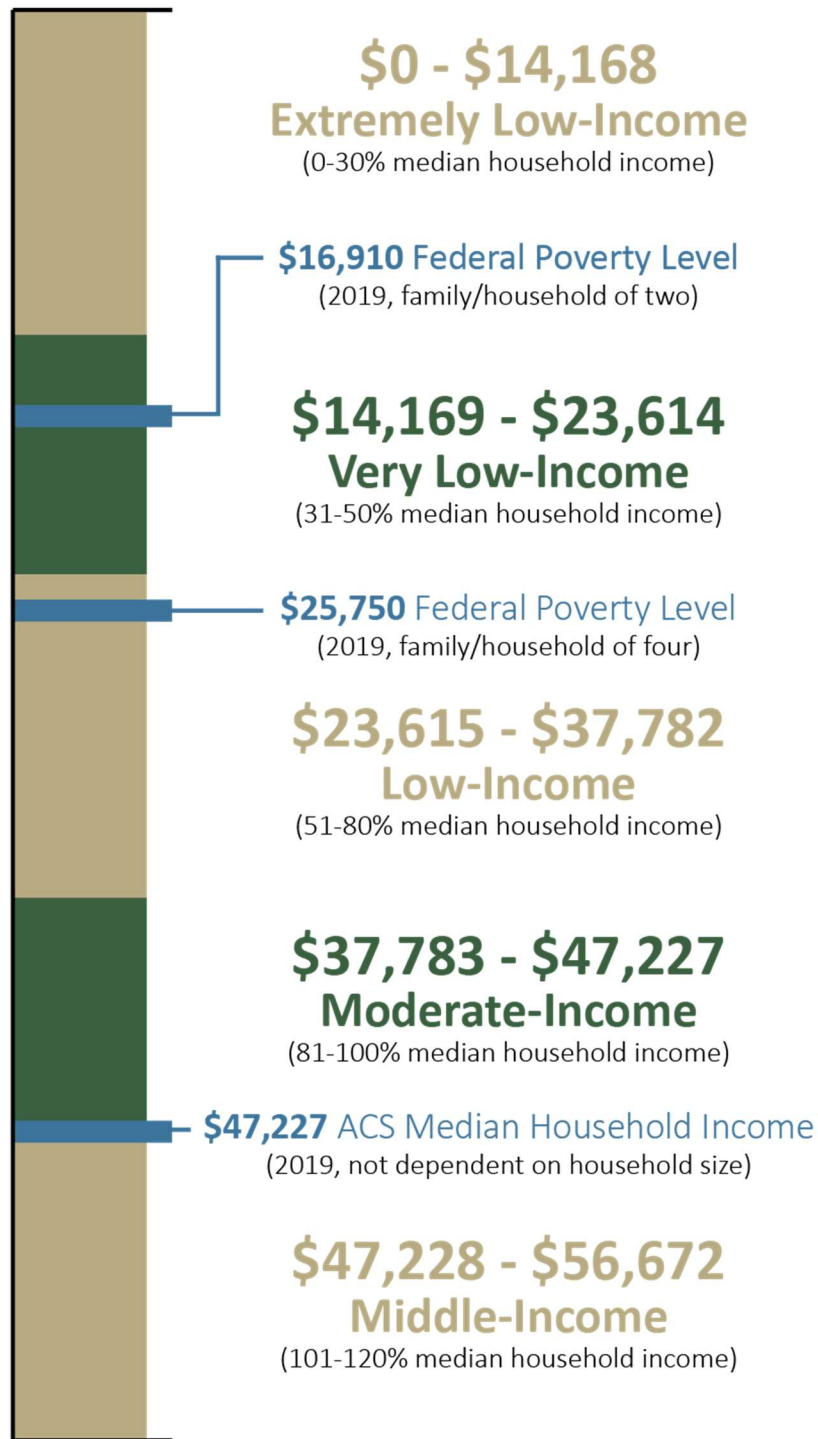 $0 - $14,168
Extremely Low-Income
(0-30% median household income)
$16,910 Federal Poverty Level
(2019, family/household of two)
$14,169 - $23,614
Very Low-Income
(31-50% median household income)
$25,750 Federal Poverty Level
(2019, family/household of four)
$23,615 - $37,782
Low-Income
(51-80% median household income)
$37,783 - $47,227
Moderate-Income
(81-100% median household income)
$47,227 ACS Median Household Income
(2019, not dependent on household size)
$47,228 - $56,672
Middle-Income
(101-120% median household income)